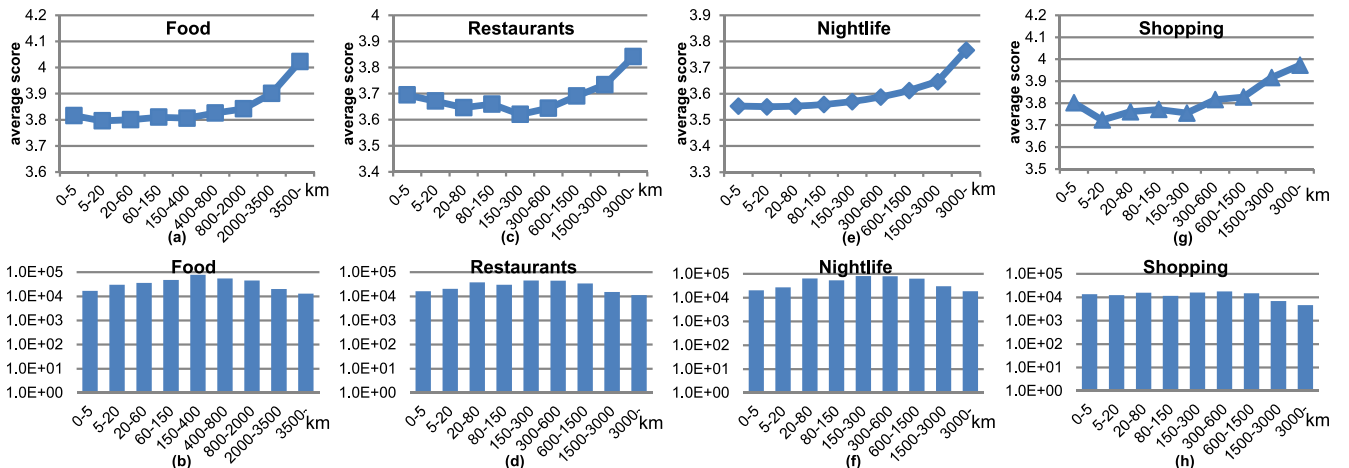 Food
average score
4.2
4.1
4
3.9
3.8
3.7
3.6
0-5
5-20
20-60
60-150
150-400
400-800
800-2000
2000-3500
3500-
km
(a)
Restaurants
average score
4
3.9
3.8
3.7
3.6
3.5
3.4
0-5
5-20
20-80
80-150
150-300
300-600
600-1500
1500-3000
3000-
km
(c)
Nightlife
average score
3.9
3.8
3.7
3.6
3.5
3.4
3.3
0-5
5-20
20-80
80-150
150-300
300-600
600-1500
1500-3000
3000-
km
(e)
Shopping
average score
4.2
4.1
4
3.9
3.8
3.7
3.6
3.5
0-5
5-20
20-80
80-150
150-300
300-600
600-1500
1500-3000
3000-
km
(g)
Food
1.0E+05
1.0E+04
1.0E+03
1.0E+02
1.0E+01
1.0E+00
0-5
5-20
20-60
60-150
150-400
400-800
800-2000
2000-3500
3500-
km
(b)
Restaurants
1.0E+05
1.0E+04
1.0E+03
1.0E+02
1.0E+01
1.0E+00
0-5
5-20
20-80
80-150
150-300
300-600
600-1500
1500-3000
3000-
km
(d)
Nightlife
1.0E+05
1.0E+04
1.0E+03
1.0E+02
1.0E+01
1.0E+00
0-5
5-20
20-80
80-150
150-300
300-600
600-1500
1500-3000
3000-
km
(f)
Shopping
1.0E+05
1.0E+04
1.0E+03
1.0E+02
1.0E+01
1.0E+00
0-5
5-20
20-80
80-150
150-300
300-600
600-1500
1500-3000
3000-
km
(h)